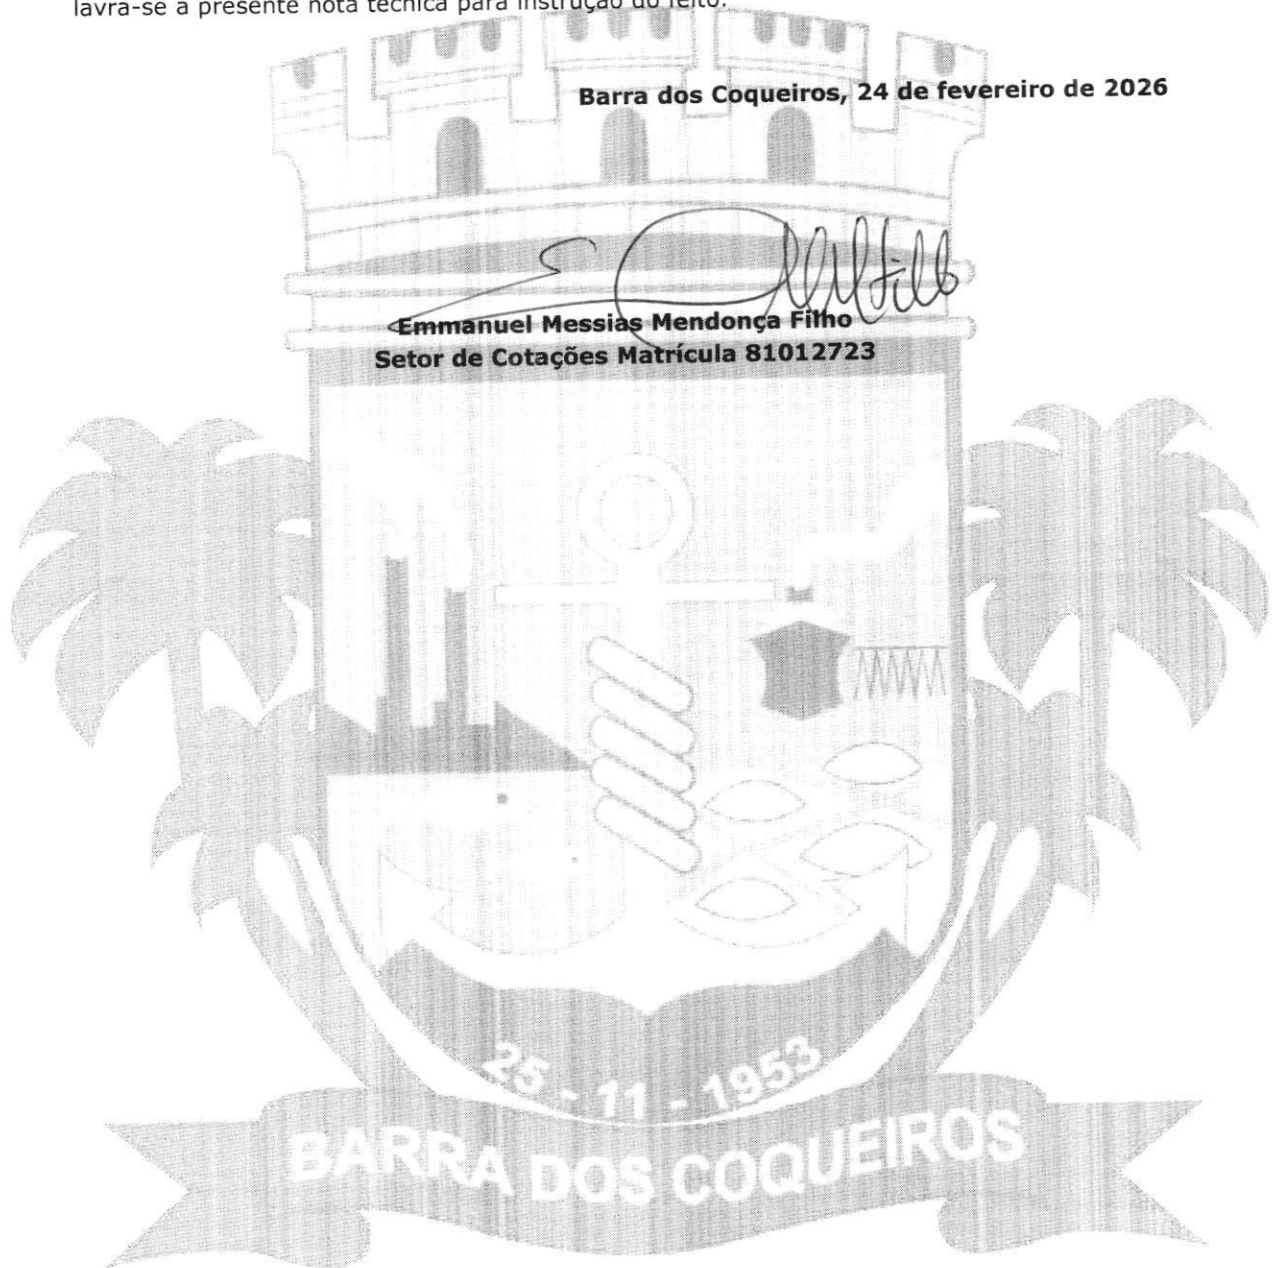 lavra-se a presente nota técnica para instrução do feito.
Barra dos Coqueiros, 24 de fevereiro de 2026
Emmanuel Messias Mendonça Filho
Setor de Cotações Matrícula 81012723
25 - 11 - 1953
BARRA DOS COQUEIROS